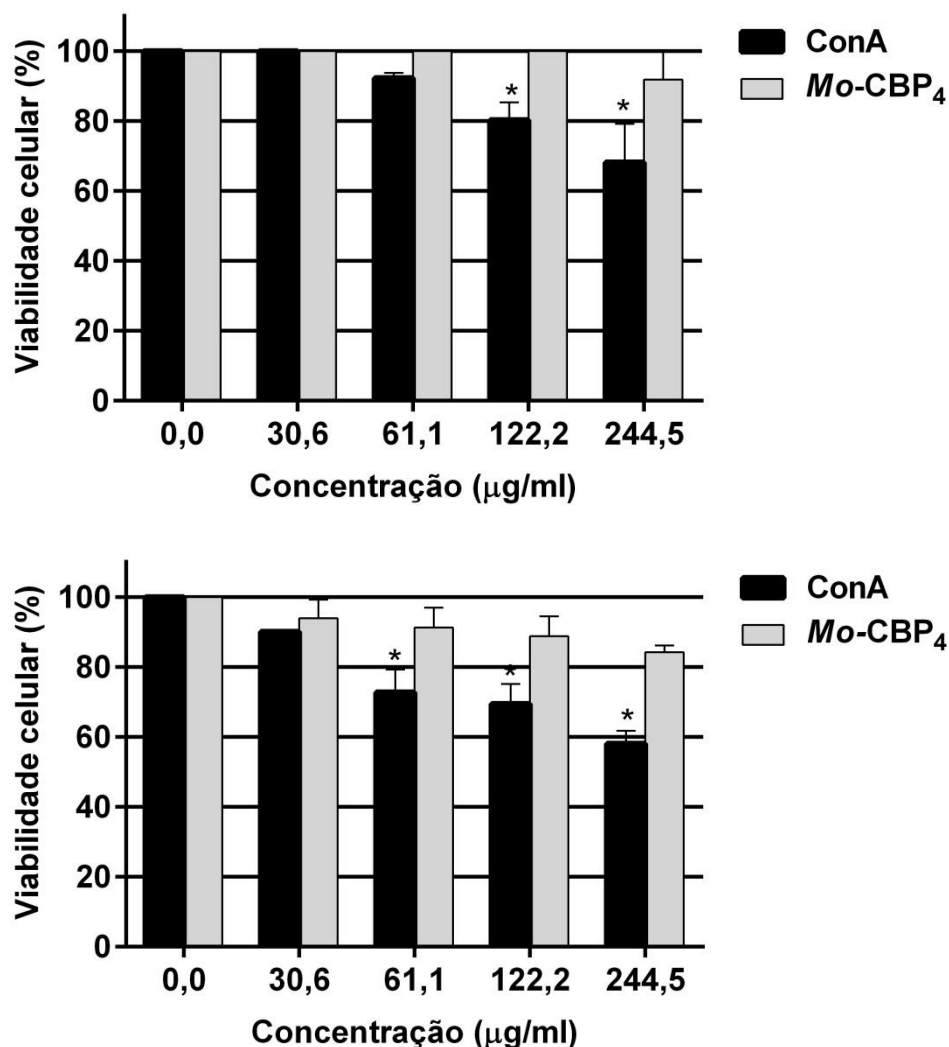 100
80
60
40
20
0
Viabilidade celular (%)
* *
0,0 30,6 61,1 122,2 244,5
Concentração (μg/ml)
ConA
Mo-CBP₄
100
80
60
40
20
0
Viabilidade celular (%)
* * *
0,0 30,6 61,1 122,2 244,5
Concentração (μg/ml)
ConA
Mo-CBP₄